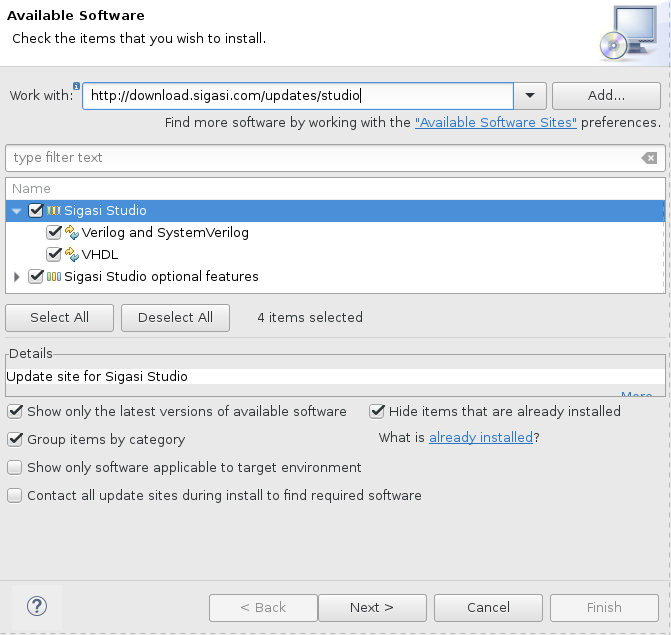 Available Software
Check the items that you wish to install.
Work with: http://download.sigasi.com/updates/studio Add...
Find more software by working with the "Available Software Sites" preferences.
type filter text
Name
Sigasi Studio
Verilog and SystemVerilog
VHDL
Sigasi Studio optional features
Select All Deselect All 4 items selected
Details
Update site for Sigasi Studio
More...
Show only the latest versions of available software Hide items that are already installed
Group items by category What is already installed?
Show only software applicable to target environment
Contact all update sites during install to find required software
? < Back Next > Cancel Finish